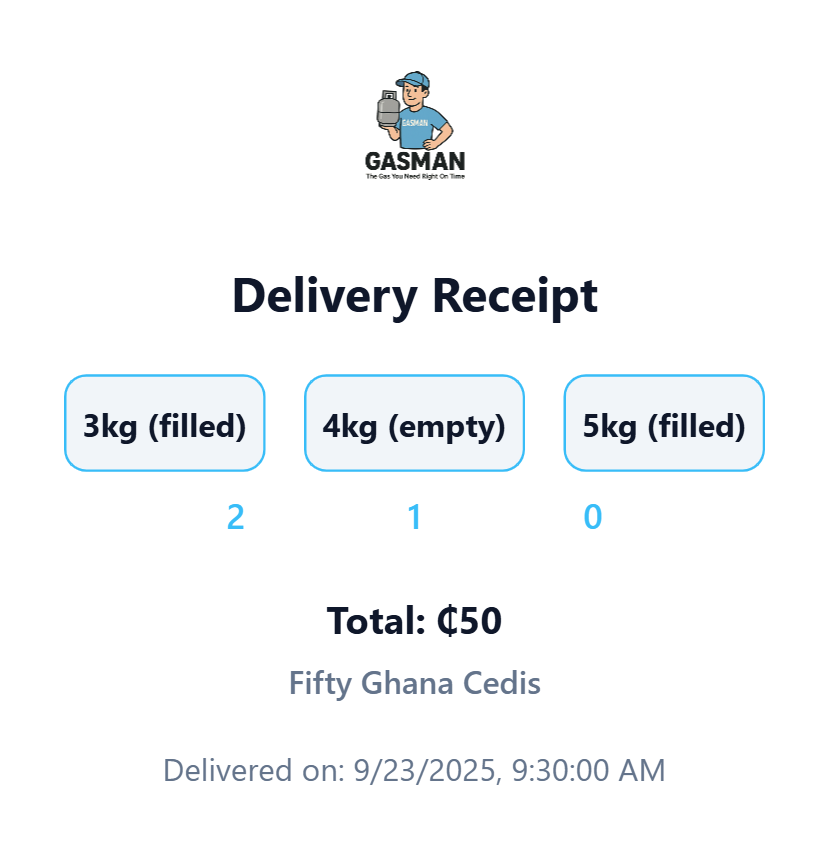 GASMAN
GASMAN
The Gas You Need Right On Time
Delivery Receipt
3kg (filled) 4kg (empty) 5kg (filled)
2 1 0
Total: ₵50
Fifty Ghana Cedis
Delivered on: 9/23/2025, 9:30:00 AM